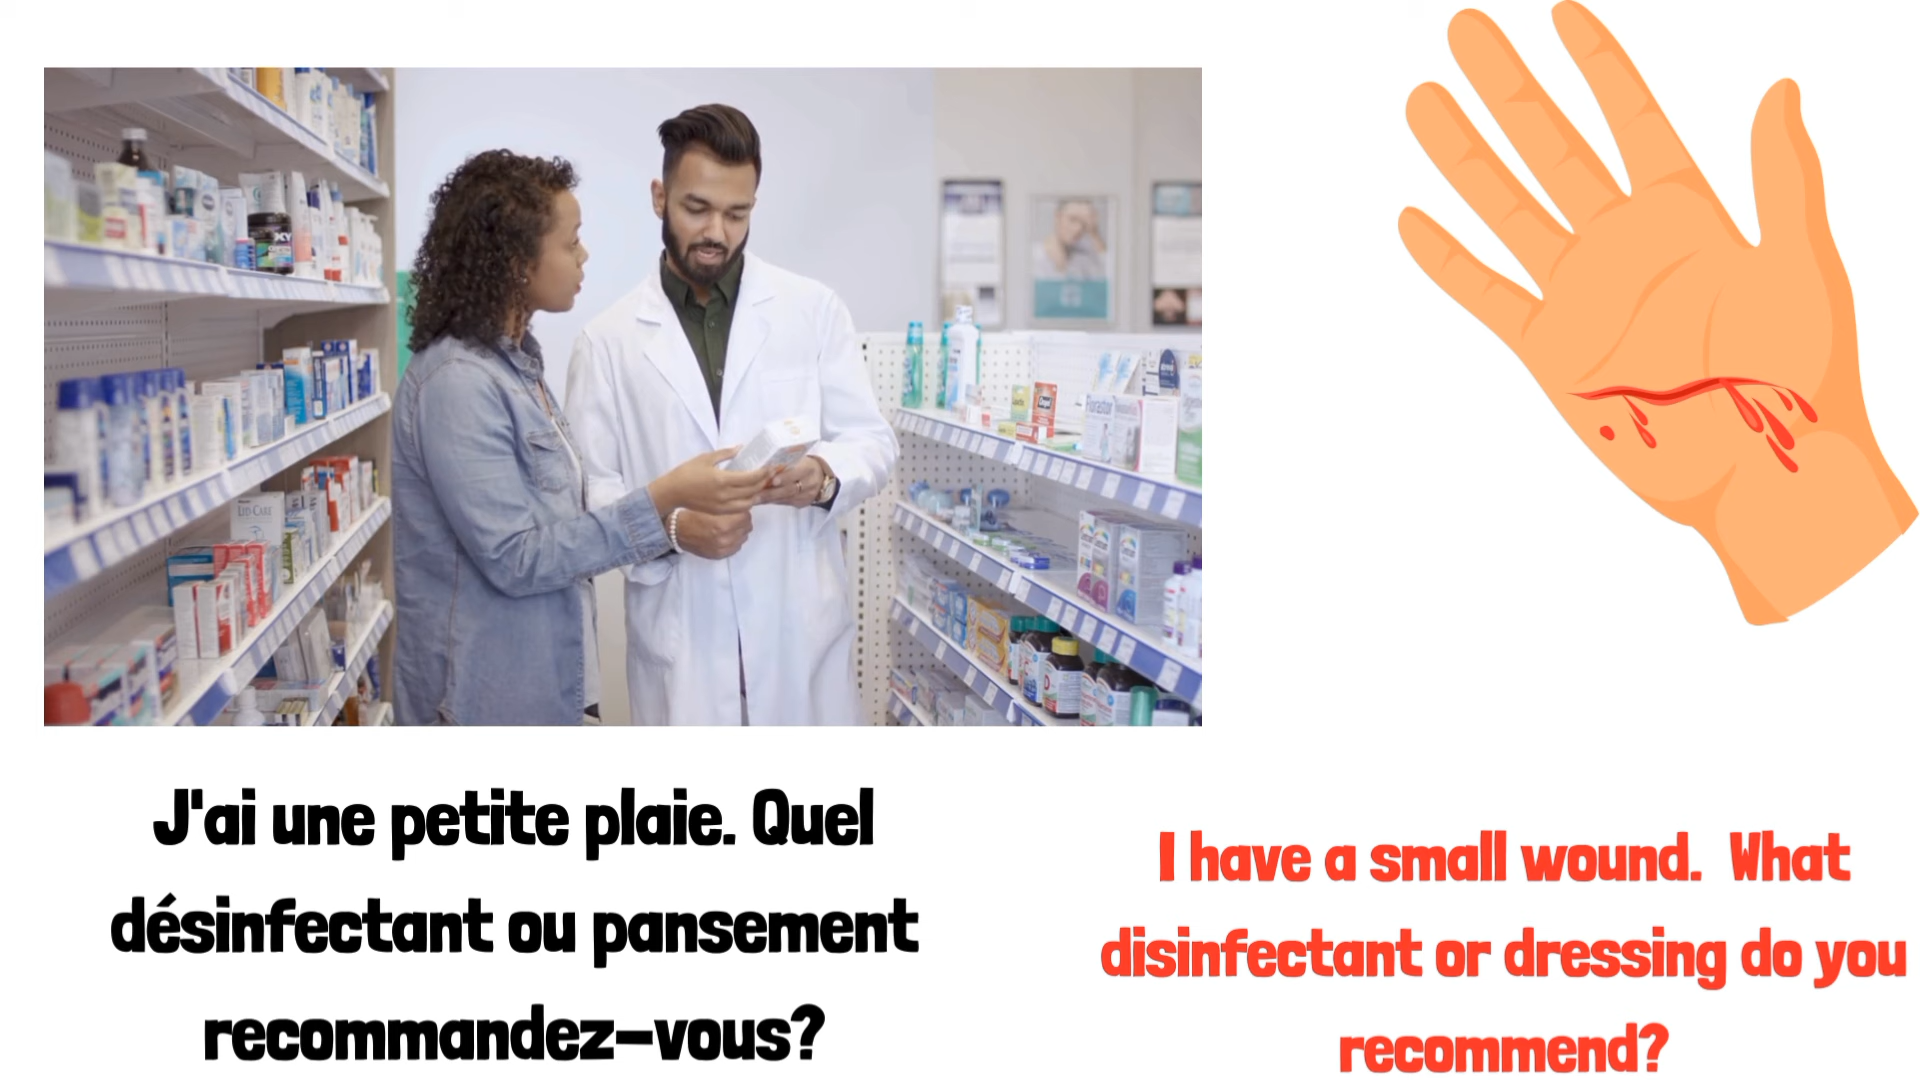 J'ai une petite plaie. Quel
désinfectant ou pansement
recommandez-vous?
I have a small wound. What
disinfectant or dressing do you
recommend?